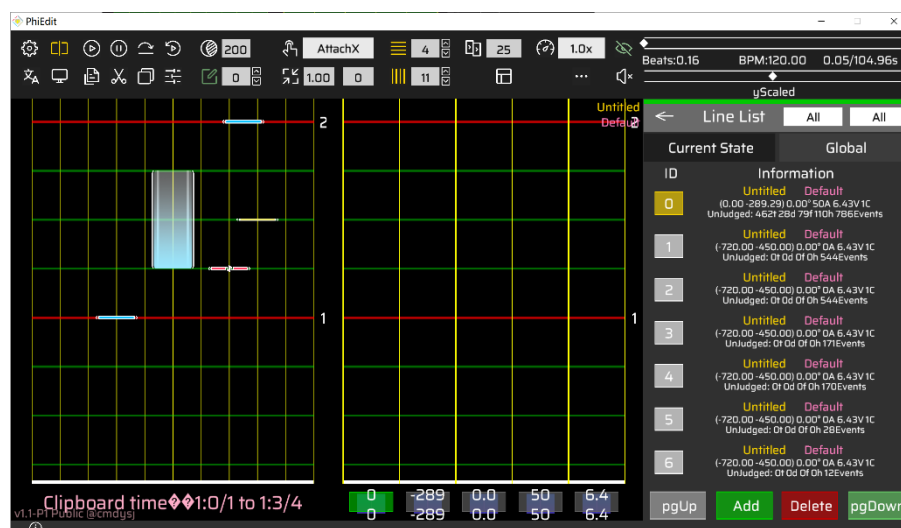 PhiEdit
200 AttachX 4 25 1.0x
0 1.00 0 11 ...
Beats:0.16 BPM:120.00 0.05/104.96s
yScaled
Untitled
Default
2 2
1 1
Line List All All
Current State Global
ID Information
Untitled Default
0 (0.00 -289.29) 0.00° 50A 6.43V 1C
UnJudged: 462t 28d 79f 110h 786Events
Untitled Default
1 (-720.00 -450.00) 0.00° 0A 6.43V 1C
UnJudged: 0t 0d 0f 0h 544Events
Untitled Default
2 (-720.00 -450.00) 0.00° 0A 6.43V 1C
UnJudged: 0t 0d 0f 0h 544Events
Untitled Default
3 (-720.00 -450.00) 0.00° 0A 6.43V 1C
UnJudged: 0t 0d 0f 0h 171Events
Untitled Default
4 (-720.00 -450.00) 0.00° 0A 6.43V 1C
UnJudged: 0t 0d 0f 0h 170Events
Untitled Default
5 (-720.00 -450.00) 0.00° 0A 6.43V 1C
UnJudged: 0t 0d 0f 0h 28Events
Untitled Default
6 (-720.00 -450.00) 0.00° 0A 6.43V 1C
UnJudged: 0t 0d 0f 0h 12Events
Clipboard time��1:0/1 to 1:3/4
v1.1-PT Public @cmdysj
0 -289 0.0 50 6.4
0 -289 0.0 50 6.4
pgUp Add Delete pgDown